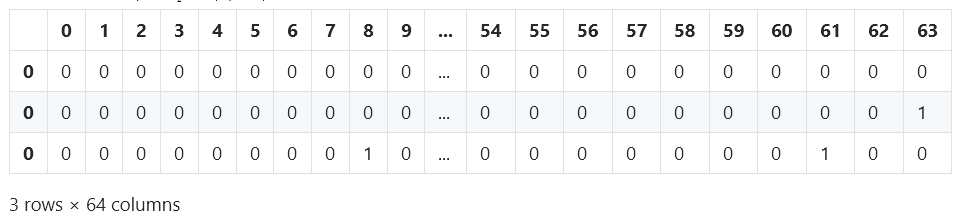 0 1 2 3 4 5 6 7 8 9 ... 54 55 56 57 58 59 60 61 62 63
0 0 0 0 0 0 0 0 0 0 0 ... 0 0 0 0 0 0 0 0 0 0
0 0 0 0 0 0 0 0 0 0 0 ... 0 0 0 0 0 0 0 0 0 1
0 0 0 0 0 0 0 0 0 1 0 ... 0 0 0 0 0 0 0 1 0 0
3 rows × 64 columns